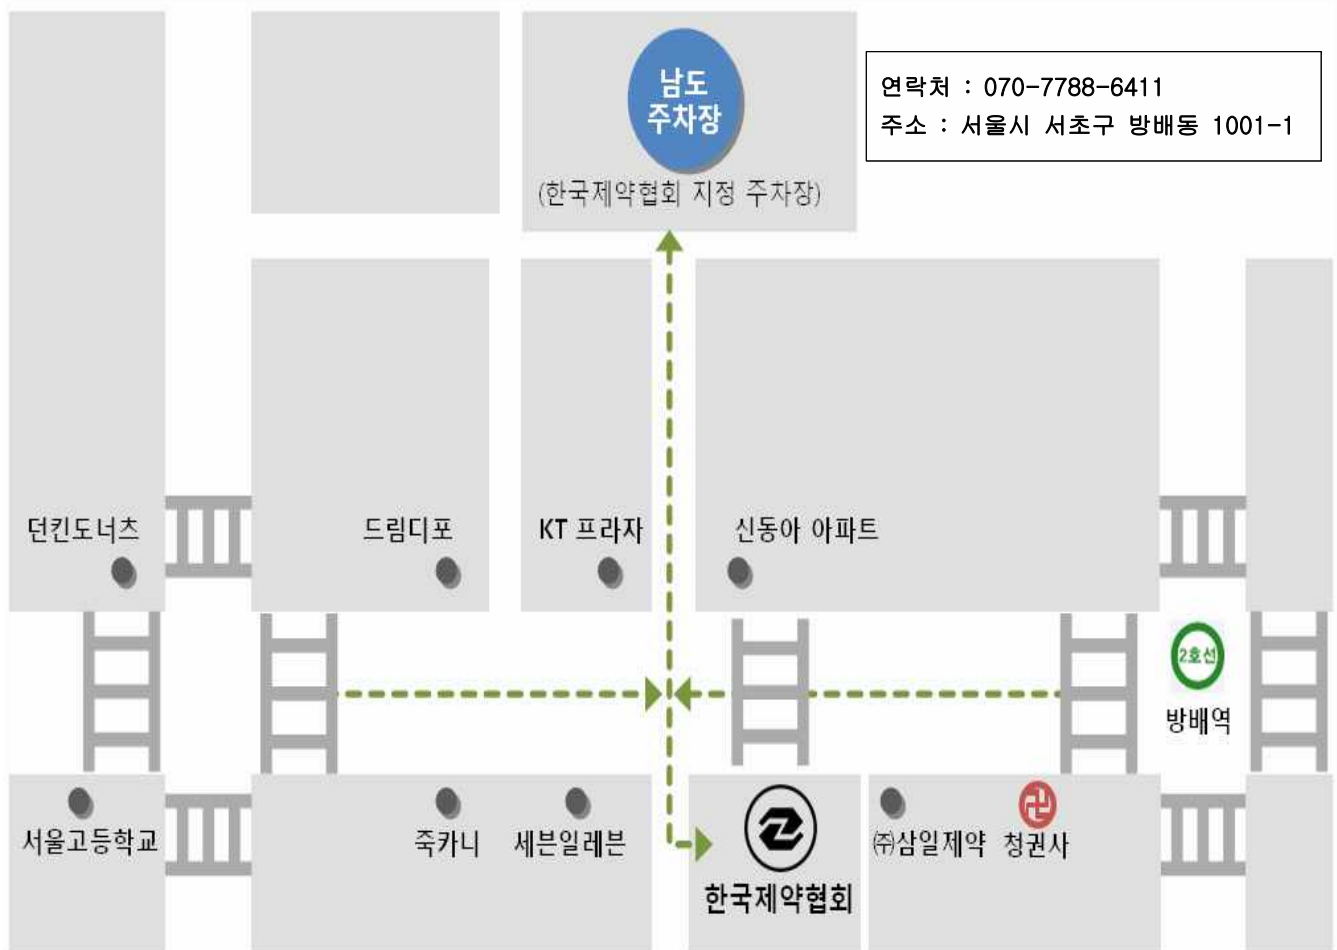 남도
주차장
(한국제약협회 지정 주차장)
연락처 : 070-7788-6411
주소 : 서울시 서초구 방배동 1001-1
던킨도너츠
드림디포
KT 프라자
신동아 아파트
2호선
방배역
서울고등학교
죽카니
세븐일레븐
한국제약협회
㈜삼일제약
청권사